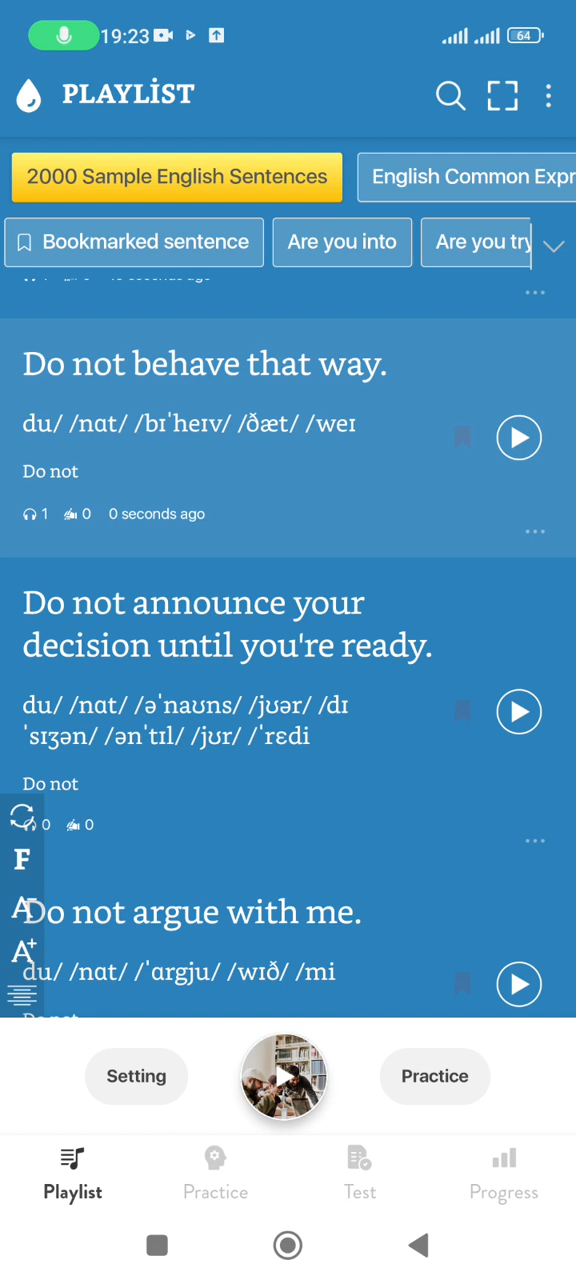 19:23
64
PLAYLİST
2000 Sample English Sentences
English Common Expr
Bookmarked sentence
Are you into
Are you try
Do not behave that way.
du/ /nɑt/ /bɪˈheɪv/ /ðæt/ /weɪ
Do not
1 0 0 seconds ago
Do not announce your
decision until you're ready.
du/ /nɑt/ /əˈnaʊns/ /jʊər/ /dɪ
ˈsɪʒən/ /ənˈtɪl/ /jʊr/ /ˈrɛdi
Do not
0 0
F
A
A+
Do not argue with me.
du/ /nɑt/ /ˈɑrgju/ /wɪð/ /mi
Setting
Practice
Playlist
Practice
Test
Progress